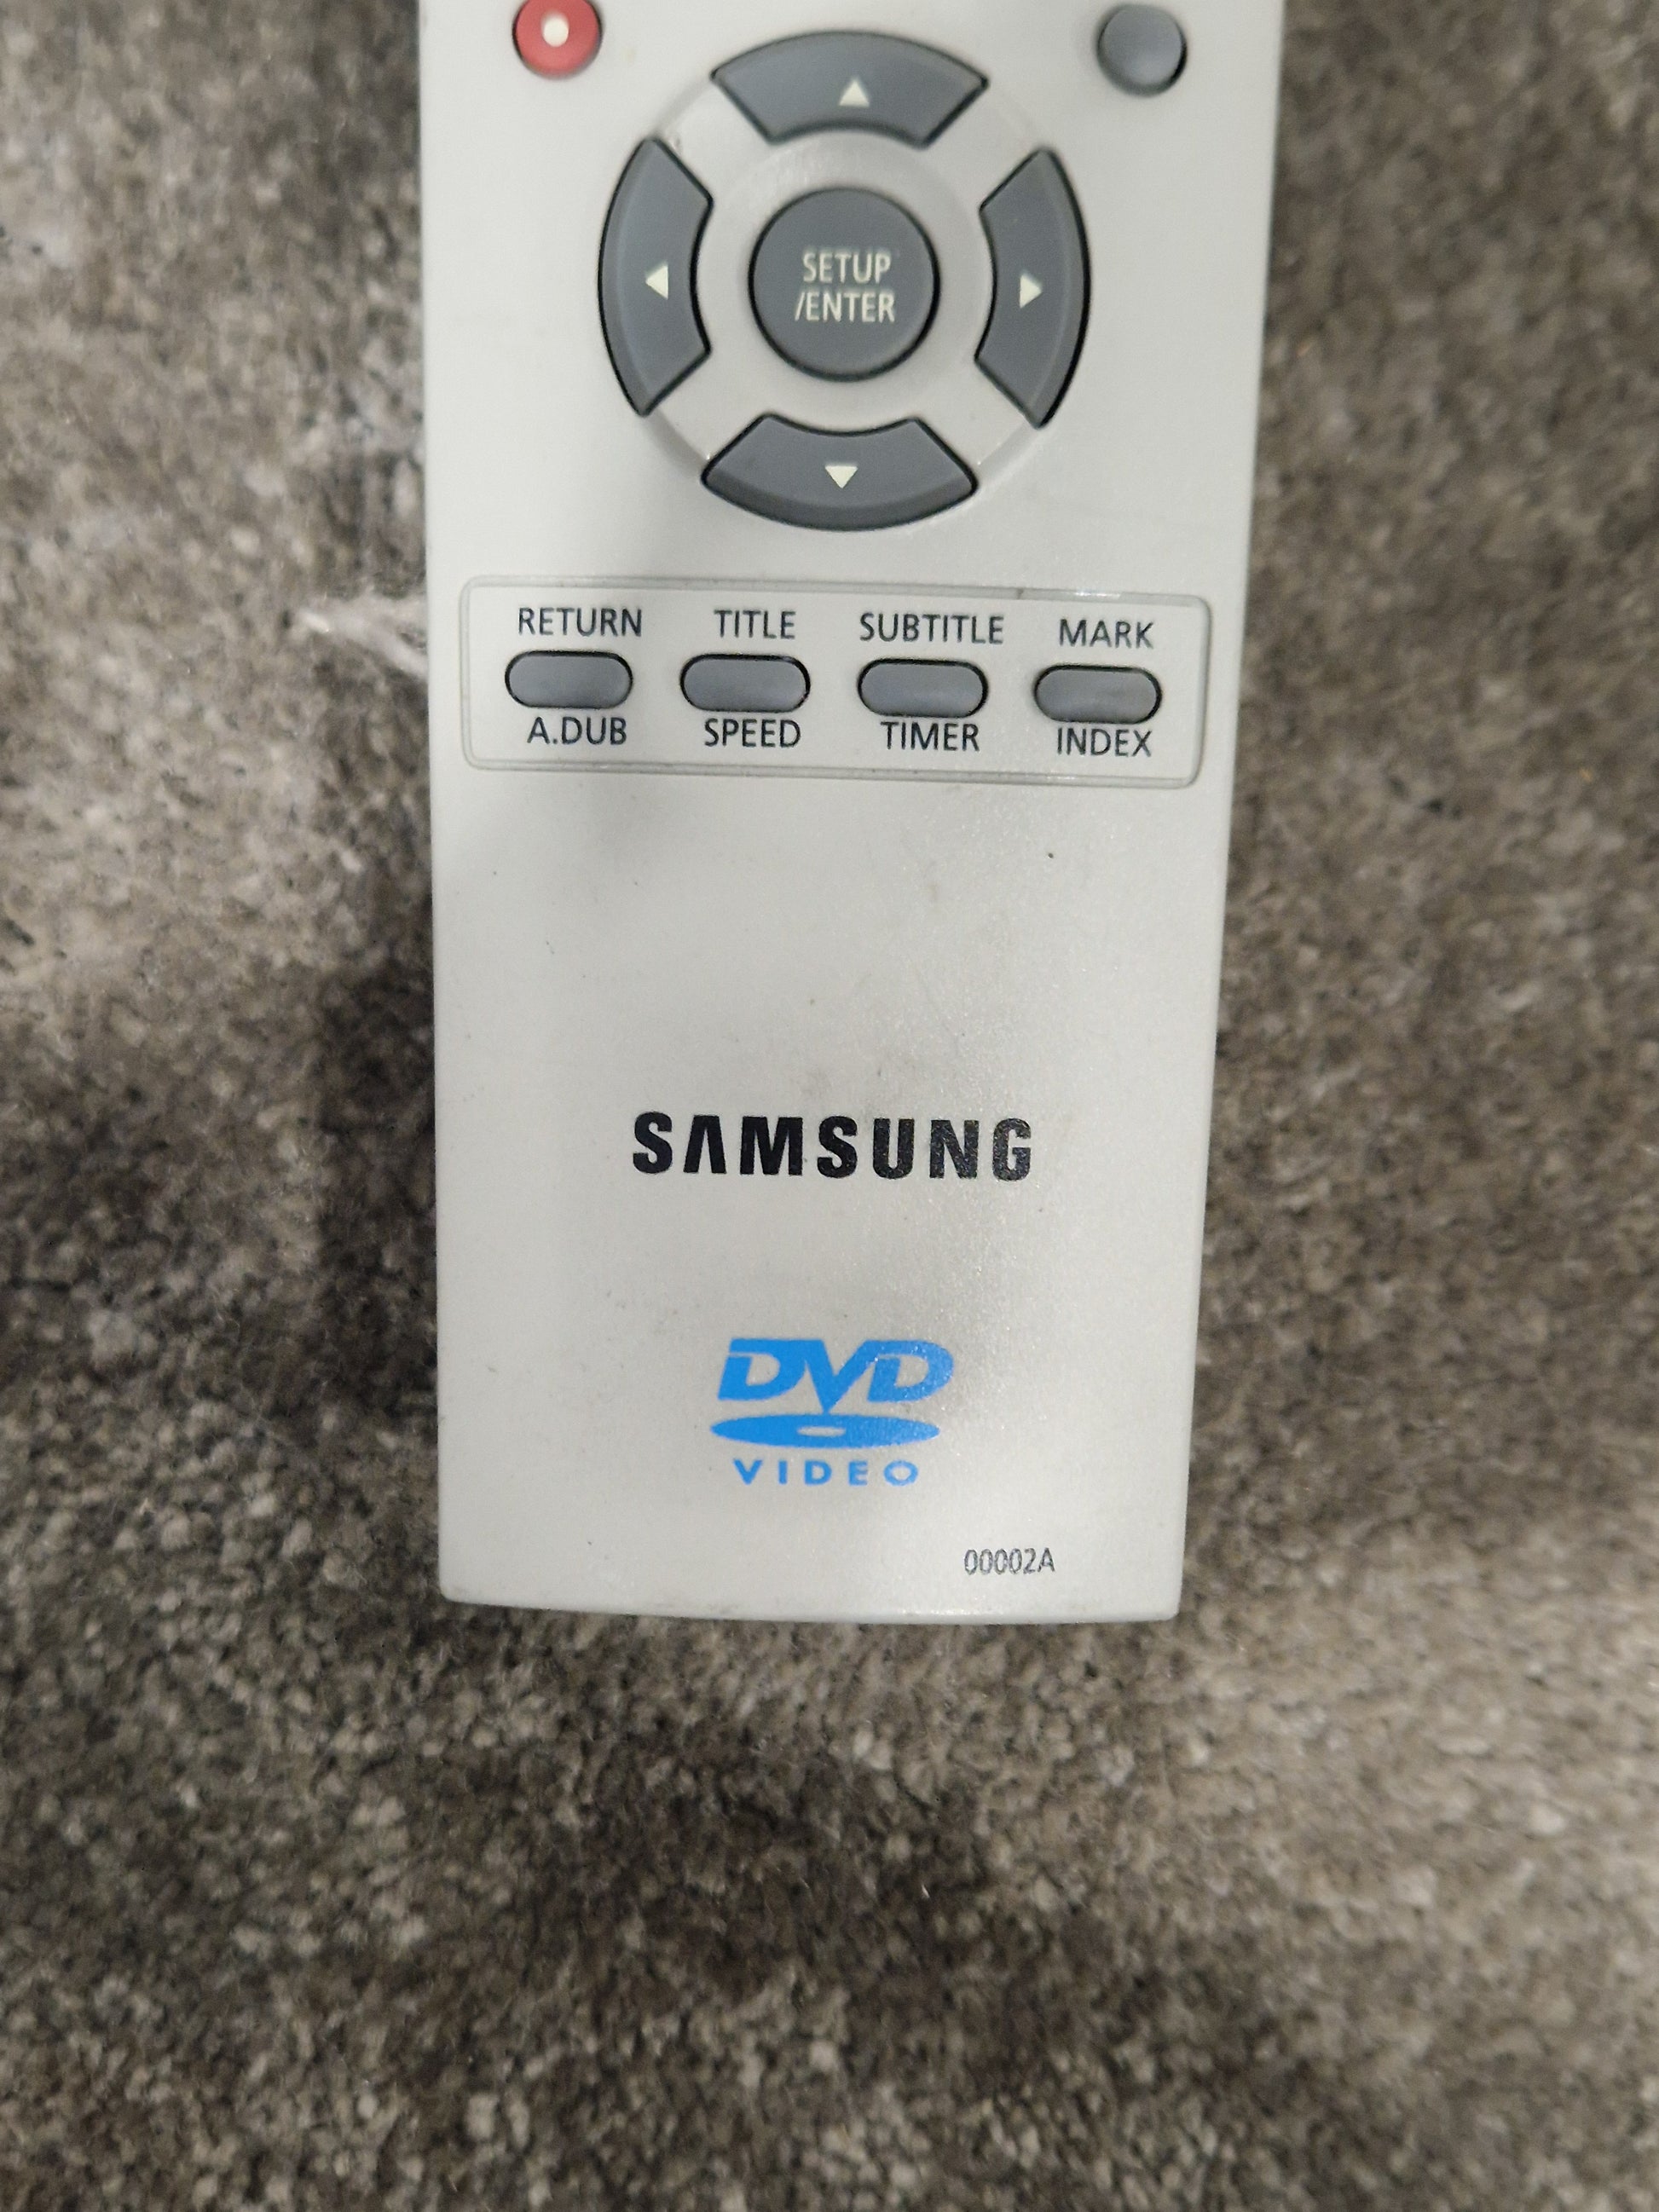 SETUP
/ENTER
RETURN TITLE SUBTITLE MARK
A.DUB SPEED TIMER INDEX
SAMSUNG
DVD
VIDEO
00002A